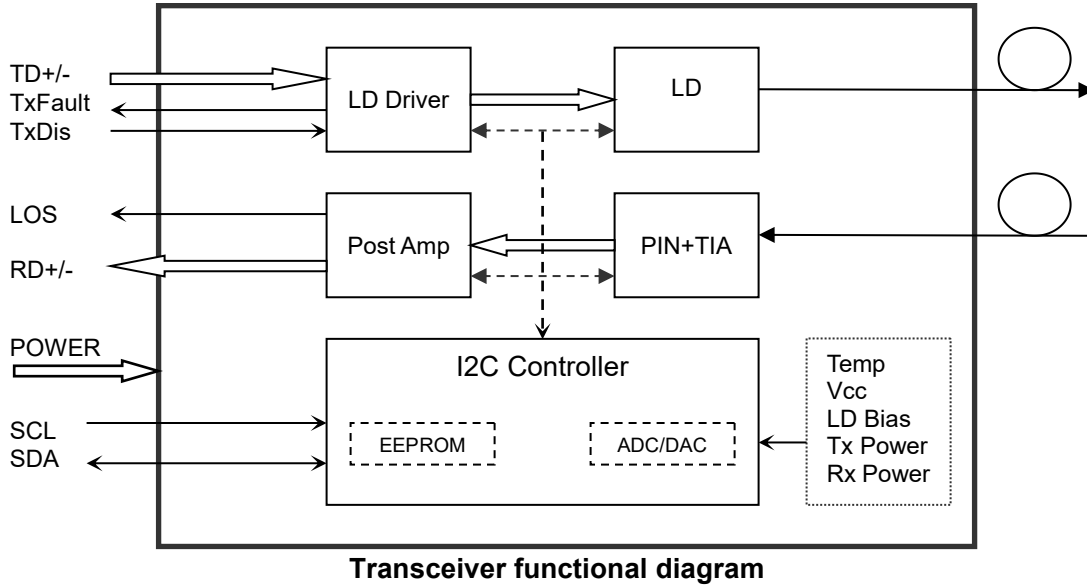 TD+/-
TxFault
TxDis
LD Driver
LD
LOS
RD+/-
Post Amp
PIN+TIA
POWER
SCL
SDA
I2C Controller
EEPROM
ADC/DAC
Temp
Vcc
LD Bias
Tx Power
Rx Power
Transceiver functional diagram